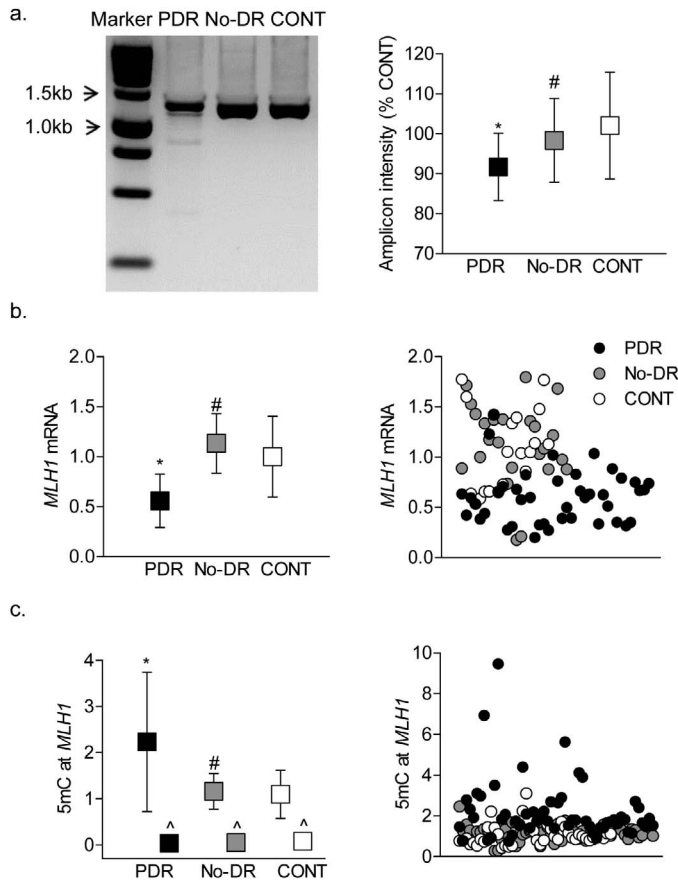 a.
Marker PDR No-DR CONT
1.5kb
1.0kb
Amplicon intensity (% CONT)
120
110
100
90
80
70
*
#
PDR No-DR CONT
b.
MLH1 mRNA
2.0
1.5
1.0
0.5
0.0
*
#
PDR No-DR CONT
MLH1 mRNA
2.0
1.5
1.0
0.5
0.0
PDR
No-DR
CONT
c.
5mC at MLH1
4
3
2
1
0
*
#
^ ^ ^
PDR No-DR CONT
5mC at MLH1
10
8
6
4
2
0